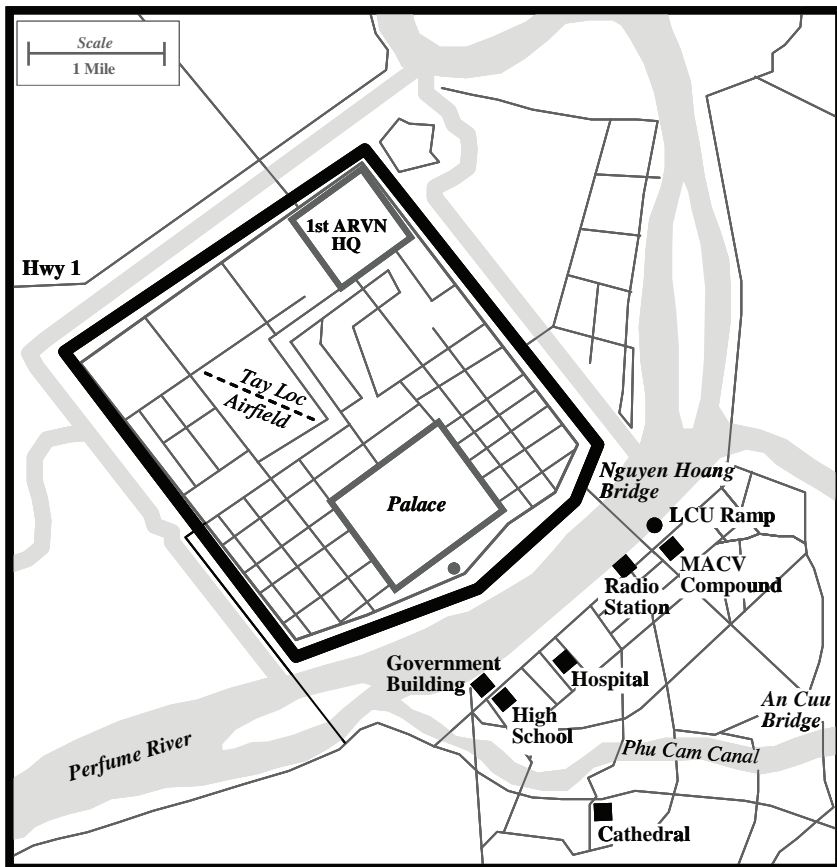 Scale
1 Mile
1st ARVN
HQ
Hwy 1
Tay Loc
Airfield
Palace
Nguyen Hoang
Bridge
LCU Ramp
MACV
Compound
Radio
Station
Government
Building
Hospital
High
School
An Cuu
Bridge
Perfume River
Phu Cam Canal
Cathedral